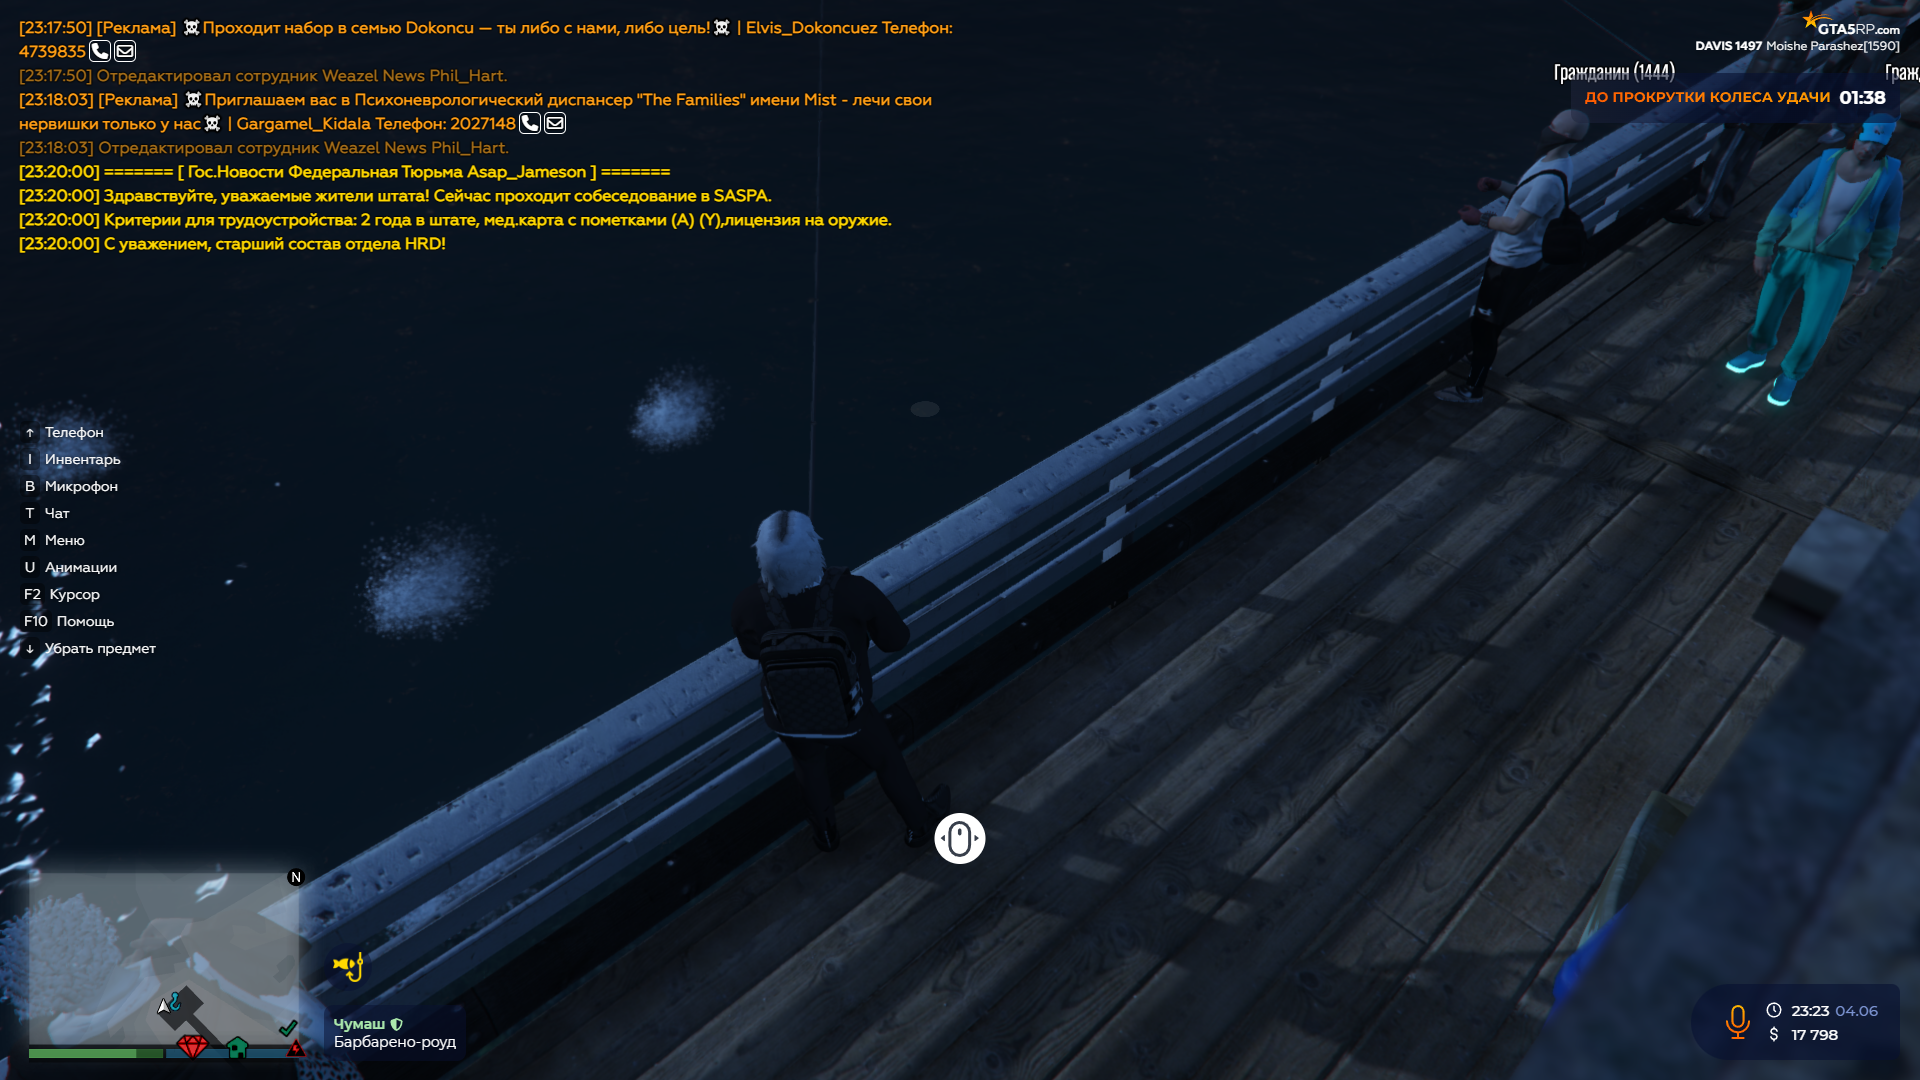 [23:17:50] [Реклама] ☠Проходит набор в семью Dokoncu — ты либо с нами, либо цель!☠ | Elvis_Dokoncuez Телефон:
4739835
[23:17:50] Отредактировал сотрудник Weazel News Phil_Hart.
[23:18:03] [Реклама] ☠Приглашаем вас в Психоневрологический диспансер "The Families" имени Mist - лечи свои
нервишки только у нас☠ | Gargamel_Kidala Телефон: 2027148
[23:18:03] Отредактировал сотрудник Weazel News Phil_Hart.
[23:20:00] ======= [ Гос.Новости Федеральная Тюрьма Asap_Jameson ] =======
[23:20:00] Здравствуйте, уважаемые жители штата! Сейчас проходит собеседование в SASPA.
[23:20:00] Критерии для трудоустройства: 2 года в штате, мед.карта с пометками (А) (Y),лицензия на оружие.
[23:20:00] С уважением, старший состав отдела HRD!
GTA5RP.com
DAVIS 1497 Moishe Parashez[1590]
Гражданин (1444)
Граж
ДО ПРОКРУТКИ КОЛЕСА УДАЧИ 01:38
↑ Телефон
I Инвентарь
B Микрофон
T Чат
M Меню
U Анимации
F2 Курсор
F10 Помощь
↓ Убрать предмет
N
Чумаш
Барбарено-роуд
23:23 04.06
$ 17 798